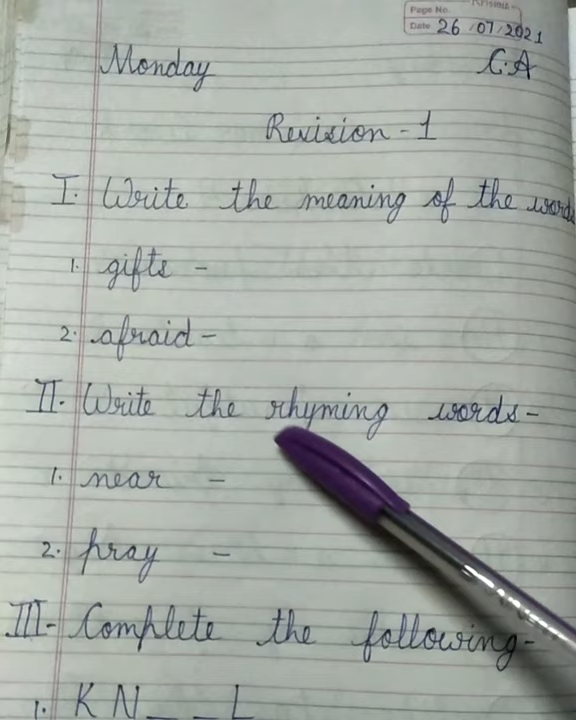 Page No.
Date 26/07/2021
Monday C.A
Revision - 1
I. Write the meaning of the words
1. gifts -
2. afraid -
II. Write the rhyming words -
1. near -
2. pray -
III- Complete the following -
1. K N _ _ L